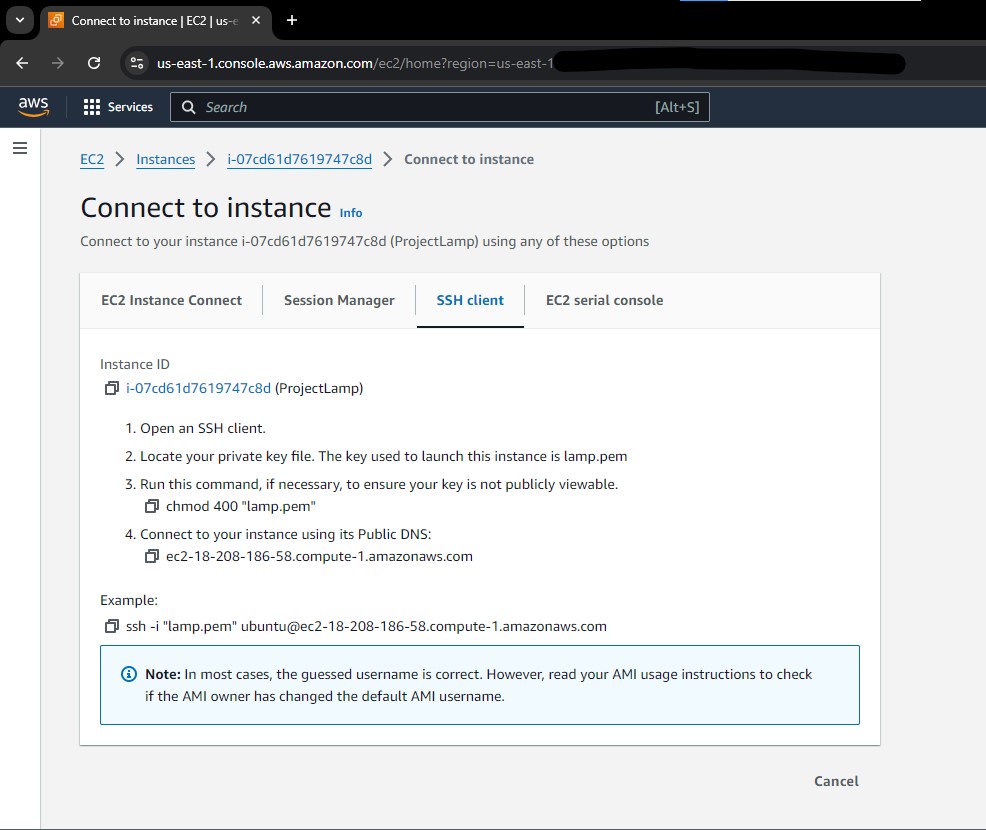 Connect to instance | EC2 | us-e
us-east-1.console.aws.amazon.com/ec2/home?region=us-east-1
aws
Services
Search
[Alt+S]
EC2 > Instances > i-07cd61d7619747c8d > Connect to instance
Connect to instance Info
Connect to your instance i-07cd61d7619747c8d (ProjectLamp) using any of these options
EC2 Instance Connect
Session Manager
SSH client
EC2 serial console
Instance ID
i-07cd61d7619747c8d (ProjectLamp)
1. Open an SSH client.
2. Locate your private key file. The key used to launch this instance is lamp.pem
3. Run this command, if necessary, to ensure your key is not publicly viewable.
chmod 400 "lamp.pem"
4. Connect to your instance using its Public DNS:
ec2-18-208-186-58.compute-1.amazonaws.com
Example:
ssh -i "lamp.pem" ubuntu@ec2-18-208-186-58.compute-1.amazonaws.com
Note: In most cases, the guessed username is correct. However, read your AMI usage instructions to check
if the AMI owner has changed the default AMI username.
Cancel